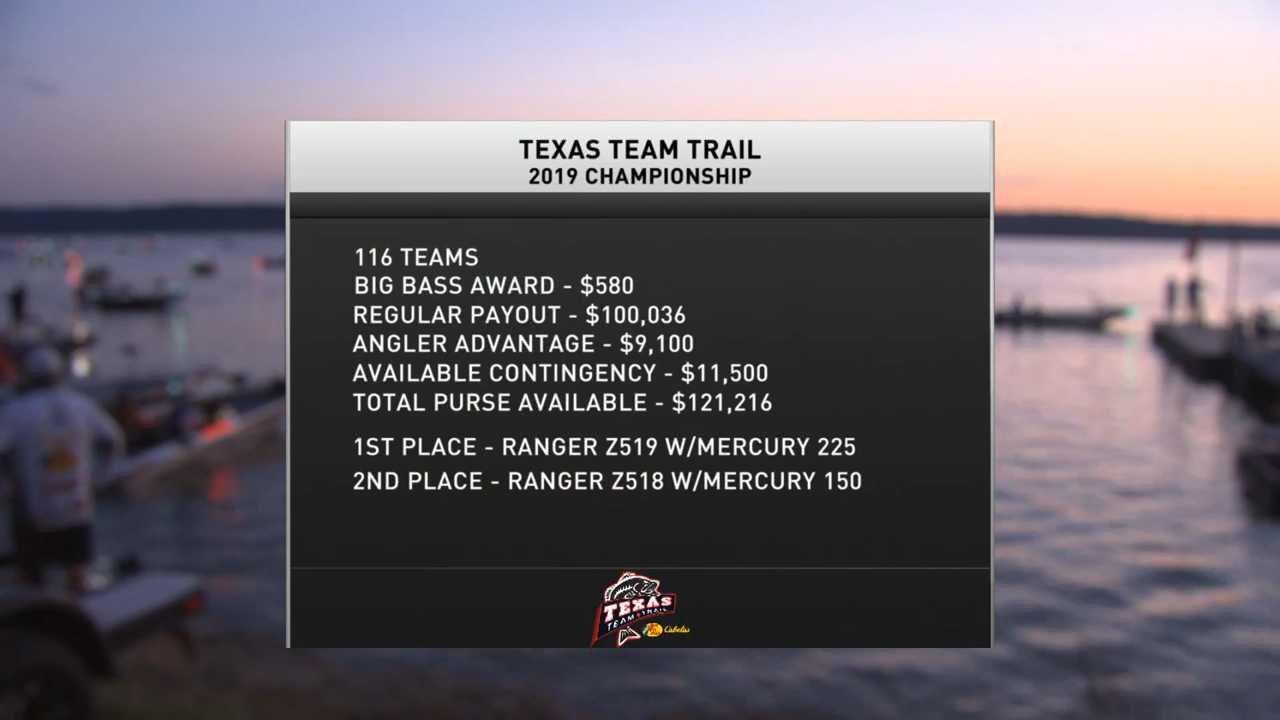 TEXAS TEAM TRAIL
2019 CHAMPIONSHIP
116 TEAMS
BIG BASS AWARD - $580
REGULAR PAYOUT - $100,036
ANGLER ADVANTAGE - $9,100
AVAILABLE CONTINGENCY - $11,500
TOTAL PURSE AVAILABLE - $121,216
1ST PLACE - RANGER Z519 W/MERCURY 225
2ND PLACE - RANGER Z518 W/MERCURY 150
TEXAS
TEAM TRAIL
Cabela's